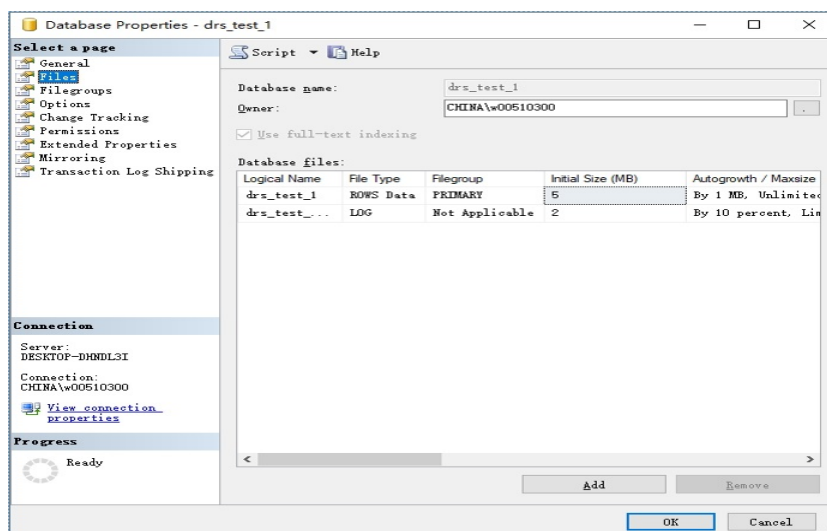 Database Properties - drs_test_1
Select a page
General
Files
Filegroups
Options
Change Tracking
Permissions
Extended Properties
Mirroring
Transaction Log Shipping
Script Help
Database name: drs_test_1
Owner: CHINA\w00510300 .
Use full-text indexing
Database files:
Logical Name File Type Filegroup Initial Size (MB) Autogrowth / Maxsize
drs_test_1 ROWS Data PRIMARY 5 By 1 MB, Unlimited
drs_test_... LOG Not Applicable 2 By 10 percent, Lin
Connection
Server:
DESKTOP-DHNDL3I
Connection:
CHINA\w00510300
View connection
properties
Progress
Ready
Add Remove
OK Cancel